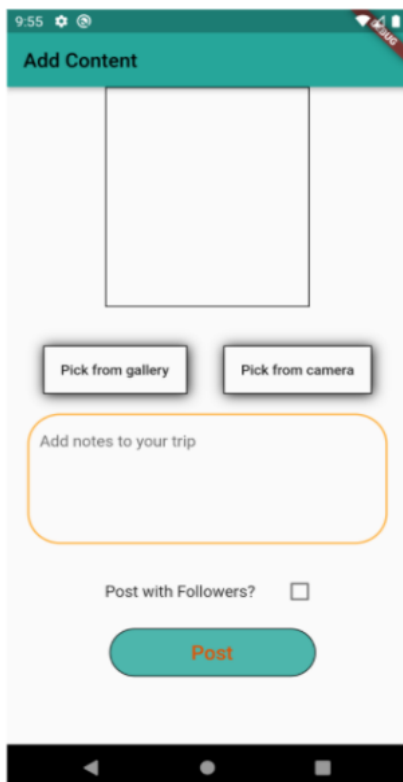 9:55
DEBUG
Add Content
Pick from gallery Pick from camera
Add notes to your trip
Post with Followers?
Post